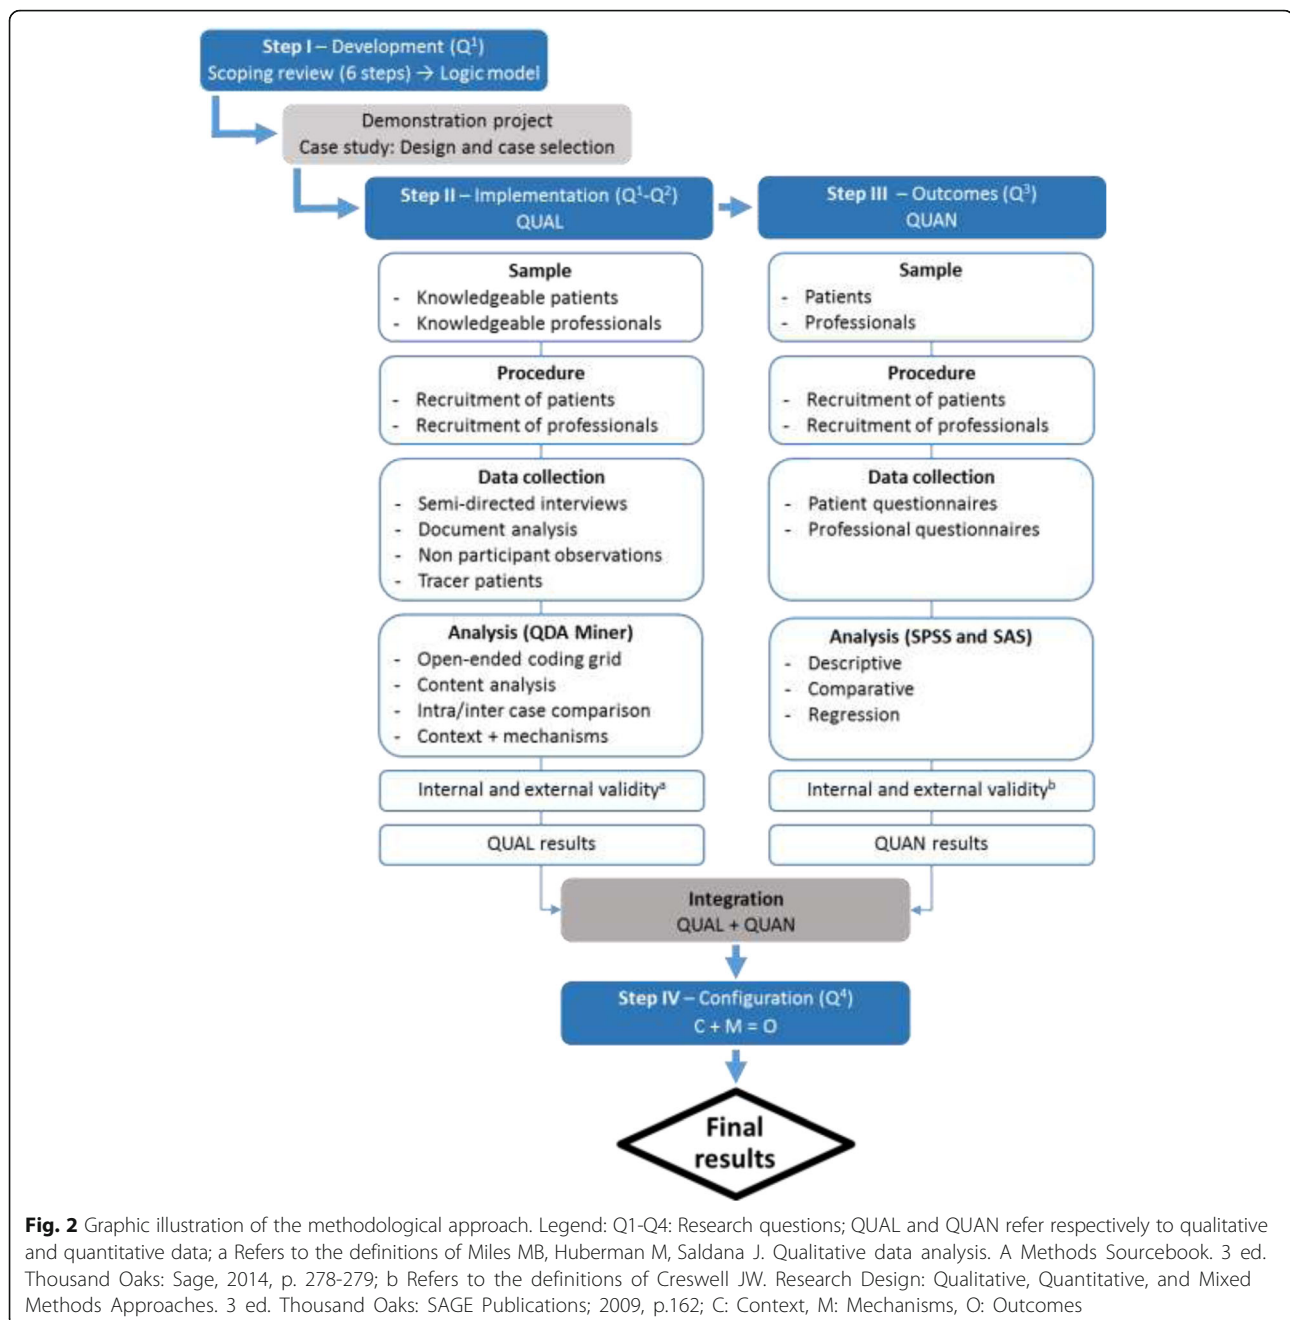 Step I – Development (Q¹)
Scoping review (6 steps) → Logic model
Demonstration project
Case study: Design and case selection
Step II – Implementation (Q¹-Q²)
QUAL
Step III – Outcomes (Q³)
QUAN
Sample
- Knowledgeable patients
- Knowledgeable professionals
Sample
- Patients
- Professionals
Procedure
- Recruitment of patients
- Recruitment of professionals
Procedure
- Recruitment of patients
- Recruitment of professionals
Data collection
- Semi-directed interviews
- Document analysis
- Non participant observations
- Tracer patients
Data collection
- Patient questionnaires
- Professional questionnaires
Analysis (QDA Miner)
- Open-ended coding grid
- Content analysis
- Intra/inter case comparison
- Context + mechanisms
Analysis (SPSS and SAS)
- Descriptive
- Comparative
- Regression
Internal and external validityᵃ
Internal and external validityᵇ
QUAL results
QUAN results
Integration
QUAL + QUAN
Step IV – Configuration (Q⁴)
C + M = O
Final
results
Fig. 2 Graphic illustration of the methodological approach. Legend: Q1-Q4: Research questions; QUAL and QUAN refer respectively to qualitative
and quantitative data; a Refers to the definitions of Miles MB, Huberman M, Saldana J. Qualitative data analysis. A Methods Sourcebook. 3 ed.
Thousand Oaks: Sage, 2014, p. 278-279; b Refers to the definitions of Creswell JW. Research Design: Qualitative, Quantitative, and Mixed
Methods Approaches. 3 ed. Thousand Oaks: SAGE Publications; 2009, p.162; C: Context, M: Mechanisms, O: Outcomes